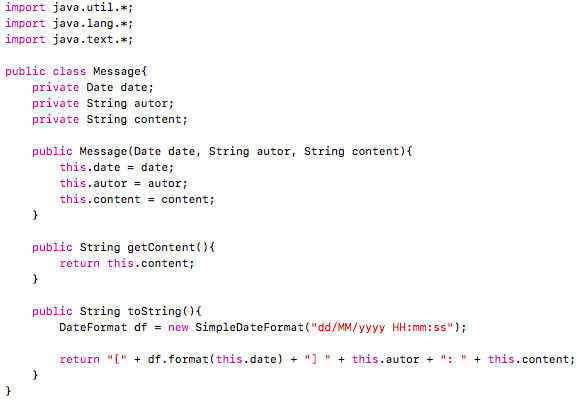 import java.util.*;
import java.lang.*;
import java.text.*;

public class Message{
    private Date date;
    private String autor;
    private String content;

    public Message(Date date, String autor, String content){
        this.date = date;
        this.autor = autor;
        this.content = content;
    }

    public String getContent(){
        return this.content;
    }

    public String toString(){
        DateFormat df = new SimpleDateFormat("dd/MM/yyyy HH:mm:ss");

        return "[" + df.format(this.date) + "] " + this.autor + ": " + this.content;
    }
}